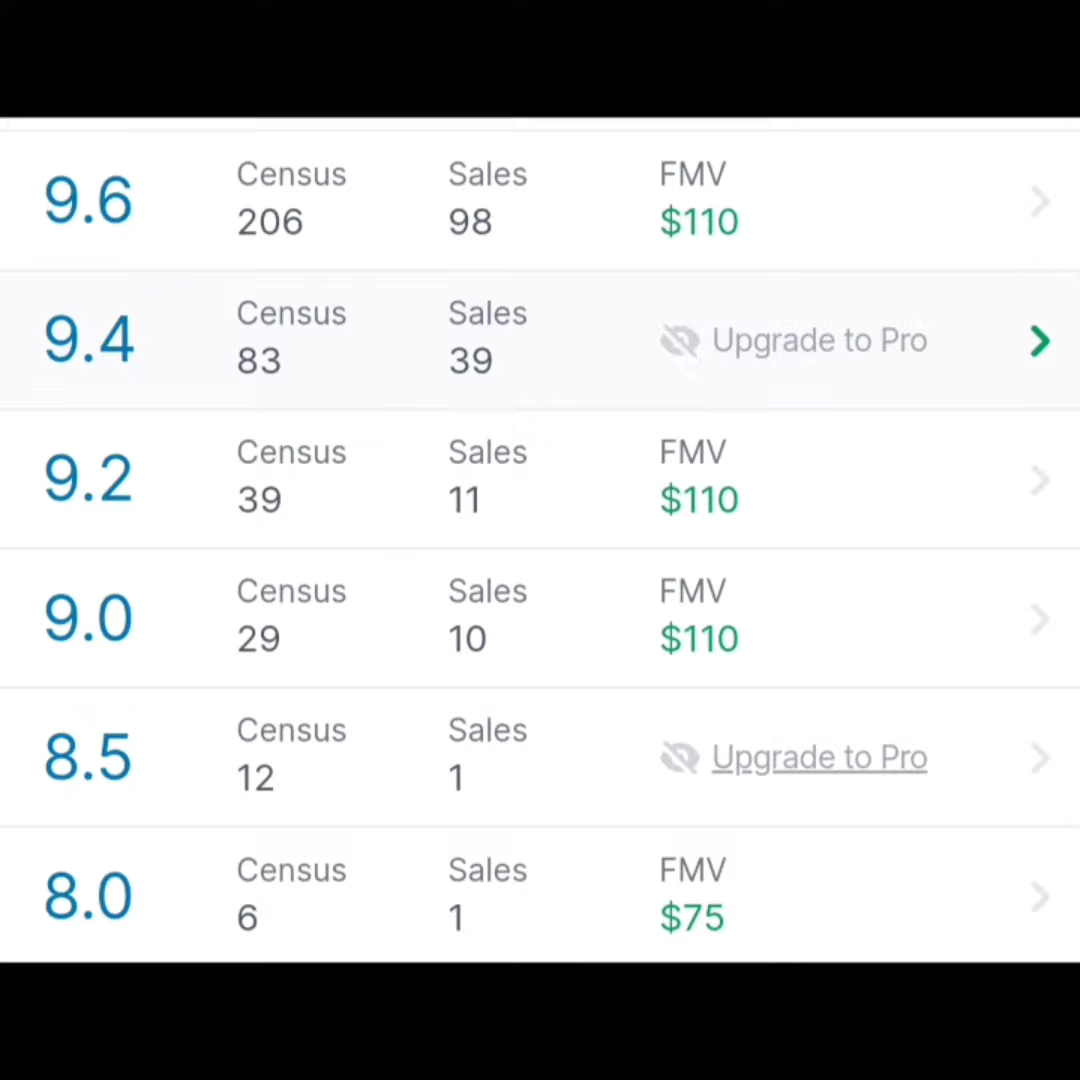 9.6 Census Sales FMV
206 98 $110
9.4 Census Sales Upgrade to Pro
83 39
9.2 Census Sales FMV
39 11 $110
9.0 Census Sales FMV
29 10 $110
8.5 Census Sales Upgrade to Pro
12 1
8.0 Census Sales FMV
6 1 $75